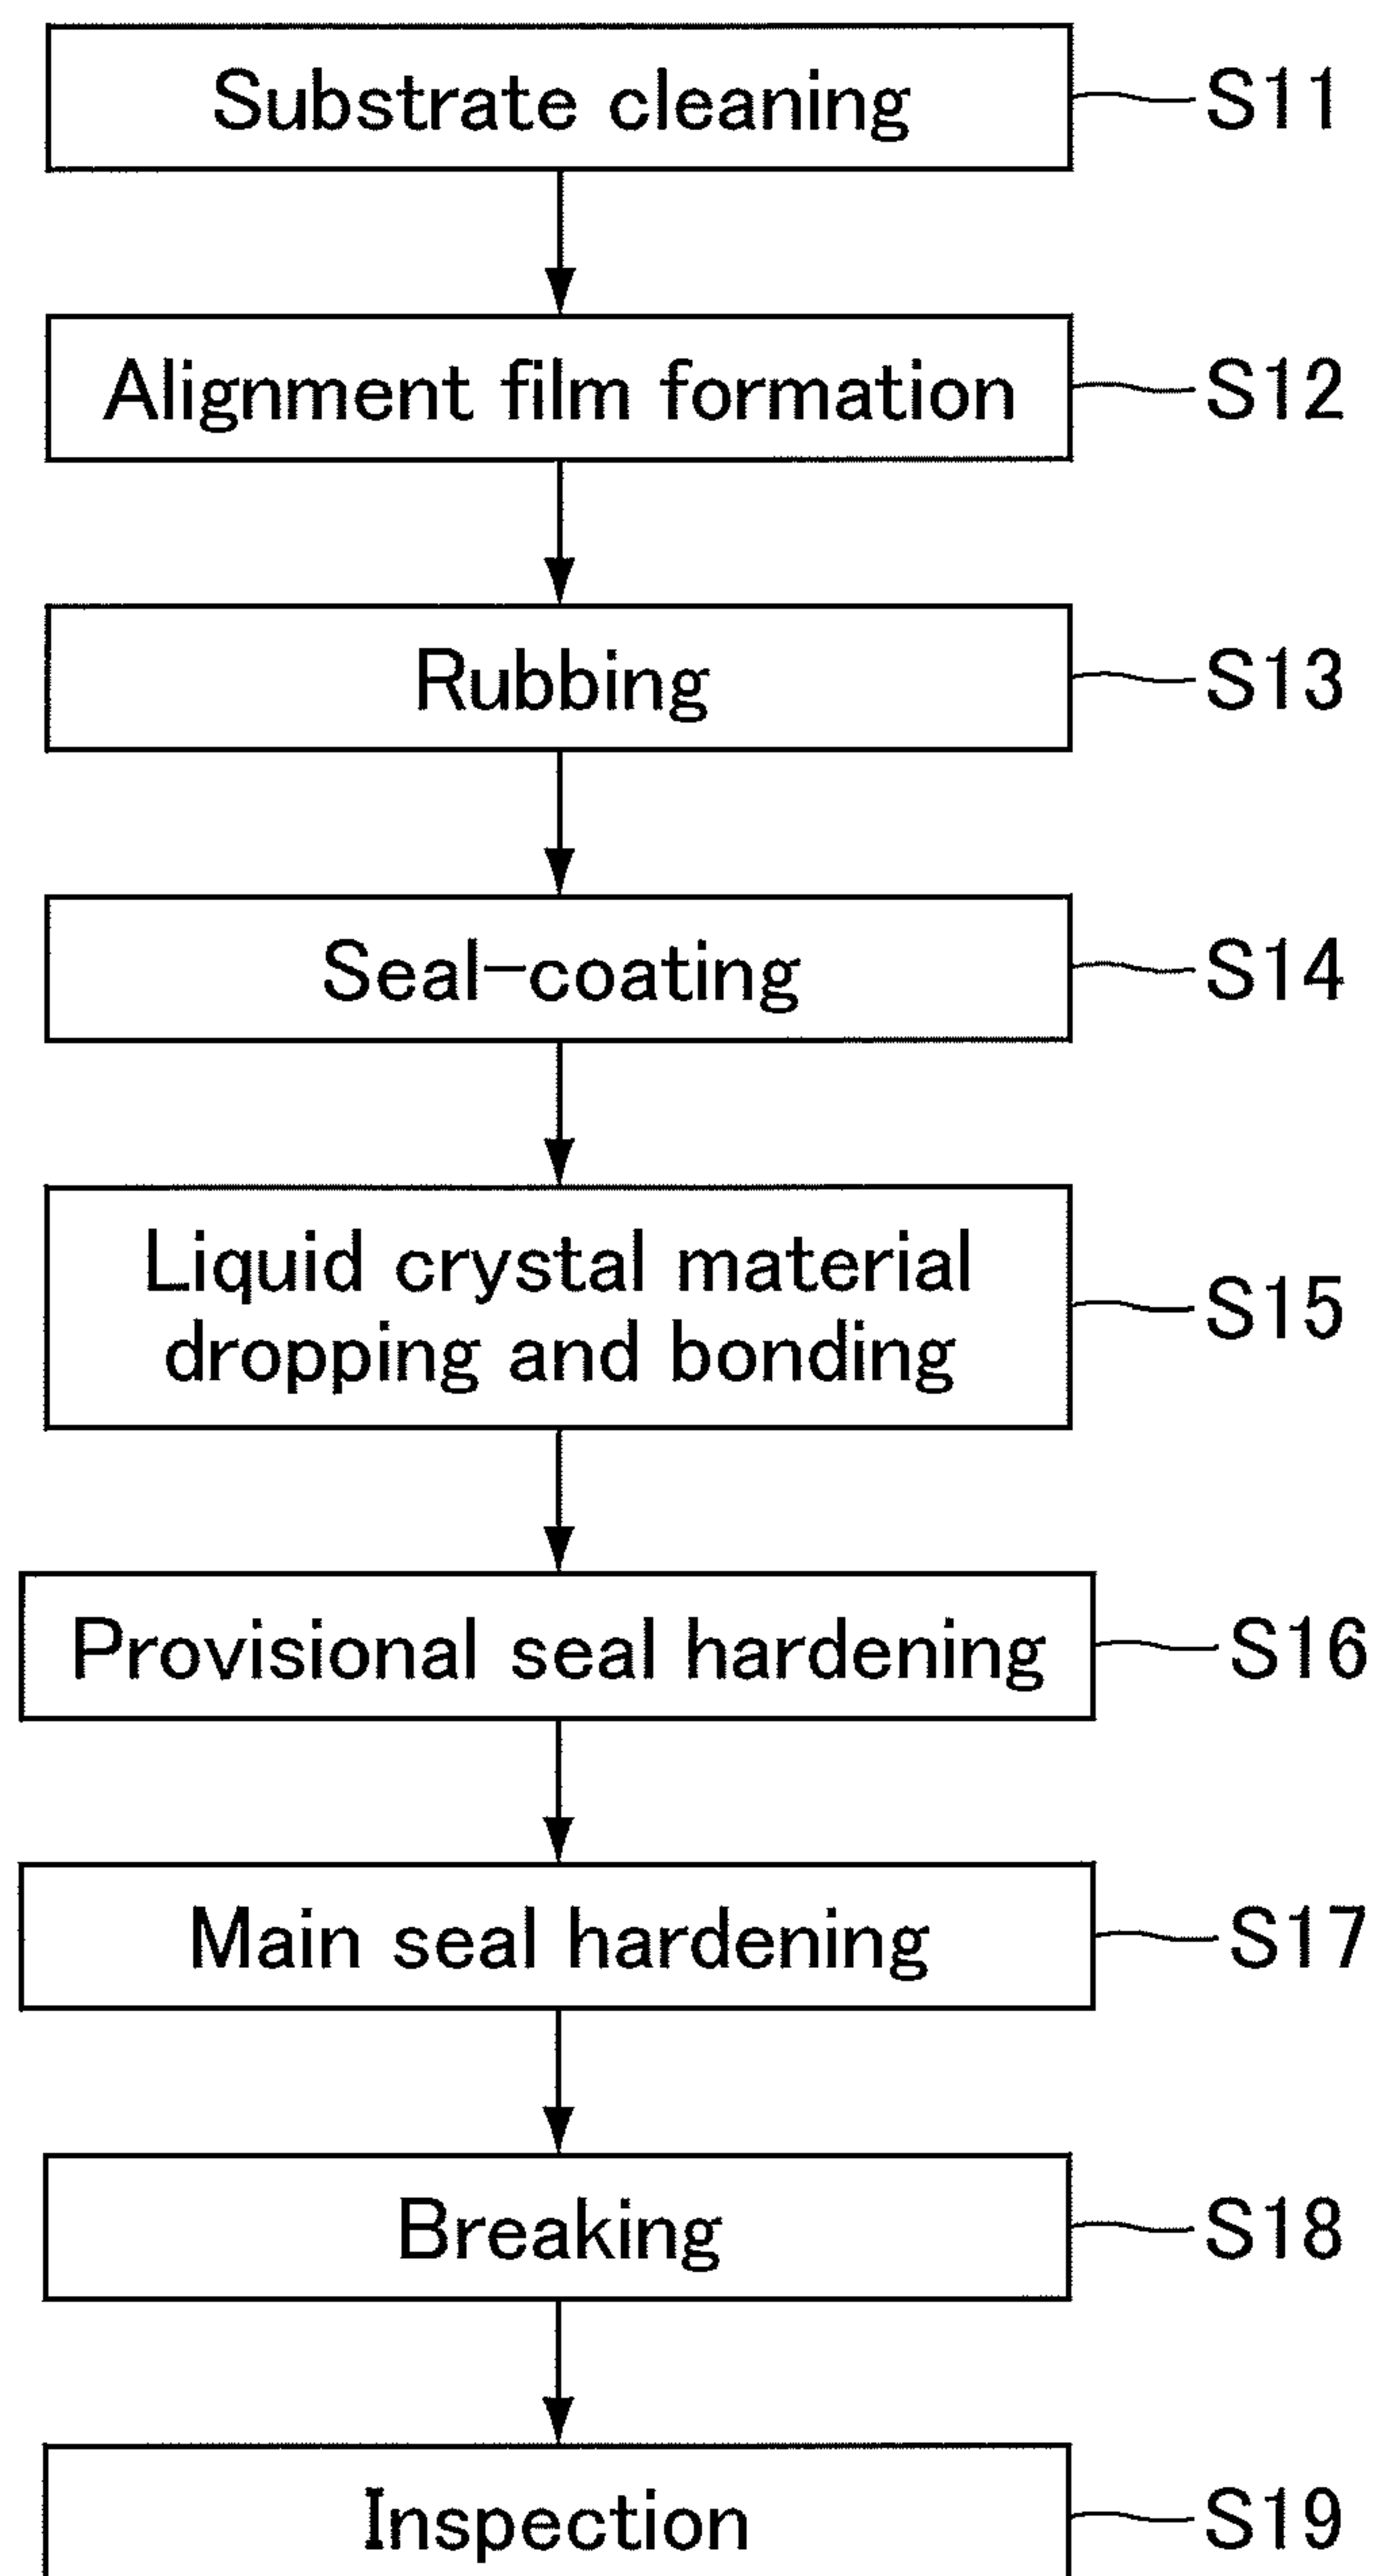 Substrate cleaning S11
Alignment film formation S12
Rubbing S13
Seal-coating S14
Liquid crystal material
dropping and bonding S15
Provisional seal hardening S16
Main seal hardening S17
Breaking S18
Inspection S19